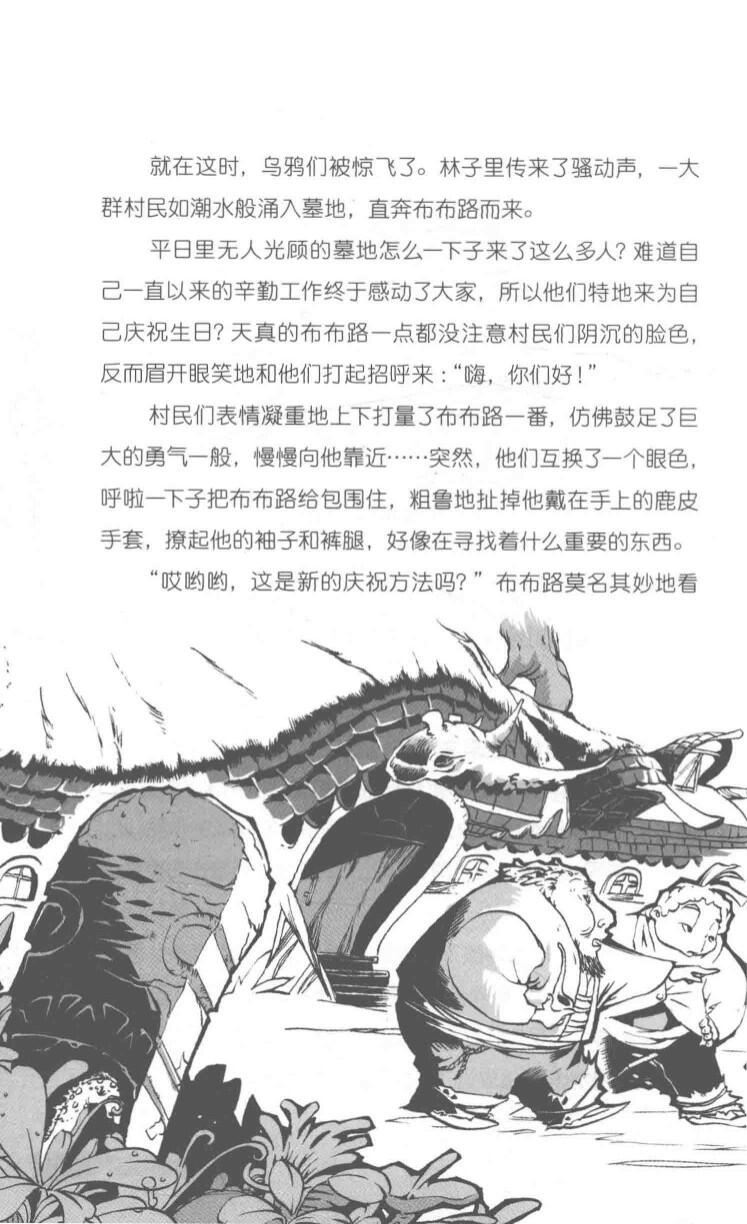 就在这时，乌鸦们被惊飞了。林子里传来了骚动声，一大
群村民如潮水般涌入墓地，直奔布布路而来。
平日里无人光顾的墓地怎么一下子来了这么多人？难道自
己一直以来的辛勤工作终于感动了大家，所以他们特地来为自
己庆祝生日？天真的布布路一点都没注意村民们阴沉的脸色，
反而眉开眼笑地和他们打起招呼来：“嗨，你们好！”
村民们表情凝重地上下打量了布布路一番，仿佛鼓足了巨
大的勇气一般，慢慢向他靠近……突然，他们互换了一个眼色，
呼啦一下子把布布路给包围住，粗鲁地扯掉他戴在手上的鹿皮
手套，撩起他的袖子和裤腿，好像在寻找着什么重要的东西。
“哎哟哟，这是新的庆祝方法吗？”布布路莫名其妙地看